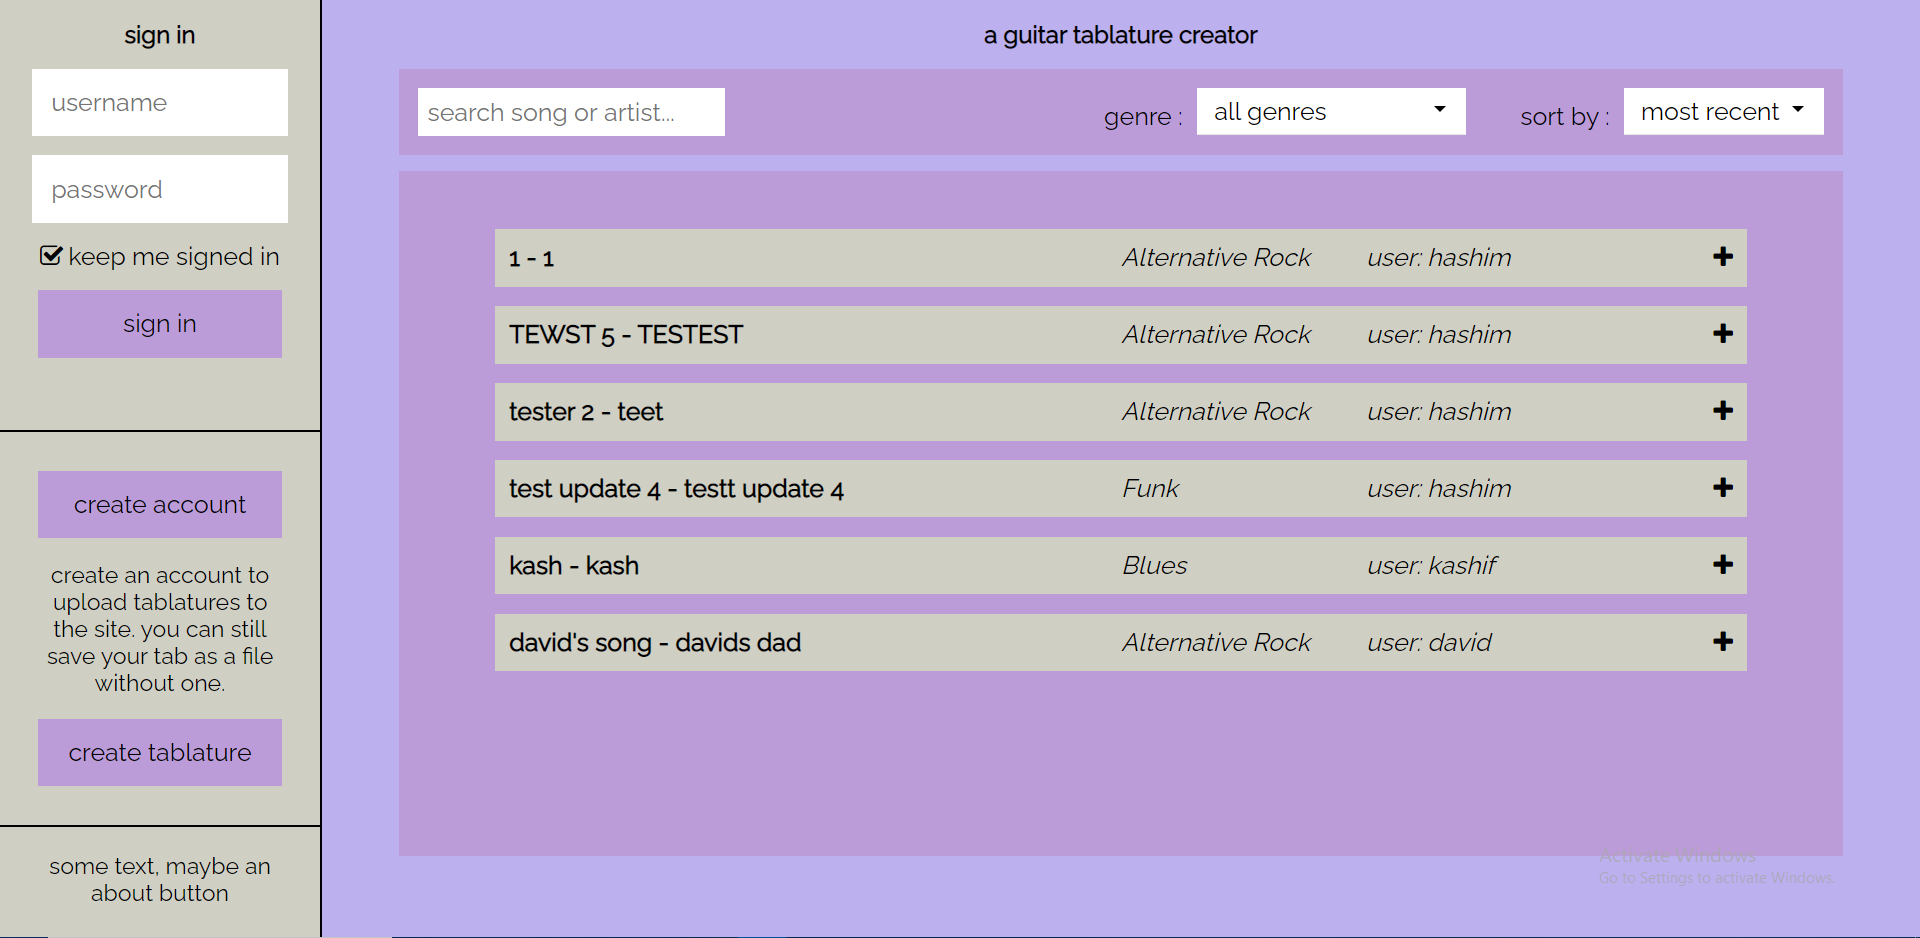 sign in
username
password
keep me signed in
sign in
create account
create an account to
upload tablatures to
the site. you can still
save your tab as a file
without one.
create tablature
some text, maybe an
about button
a guitar tablature creator
search song or artist...
genre : all genres
sort by : most recent
1 - 1 Alternative Rock user: hashim
TEWST 5 - TESTEST Alternative Rock user: hashim
tester 2 - teet Alternative Rock user: hashim
test update 4 - testt update 4 Funk user: hashim
kash - kash Blues user: kashif
david's song - davids dad Alternative Rock user: david
Activate Windows
Go to Settings to activate Windows.